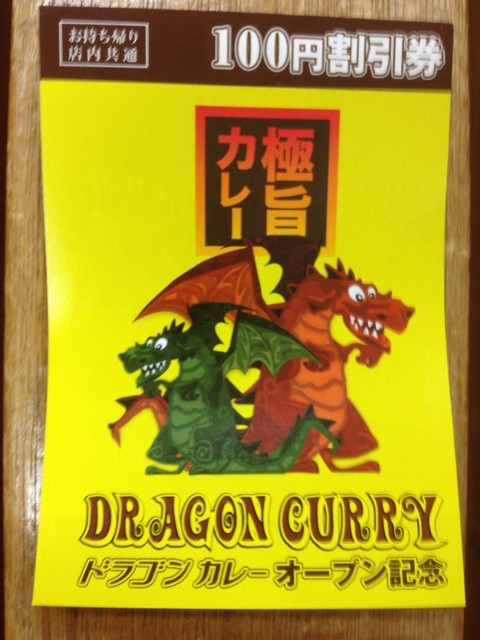 お持ち帰り
店内共通
100円割引券
極旨
カレー
DRAGON CURRY
ドラゴンカレーオープン記念